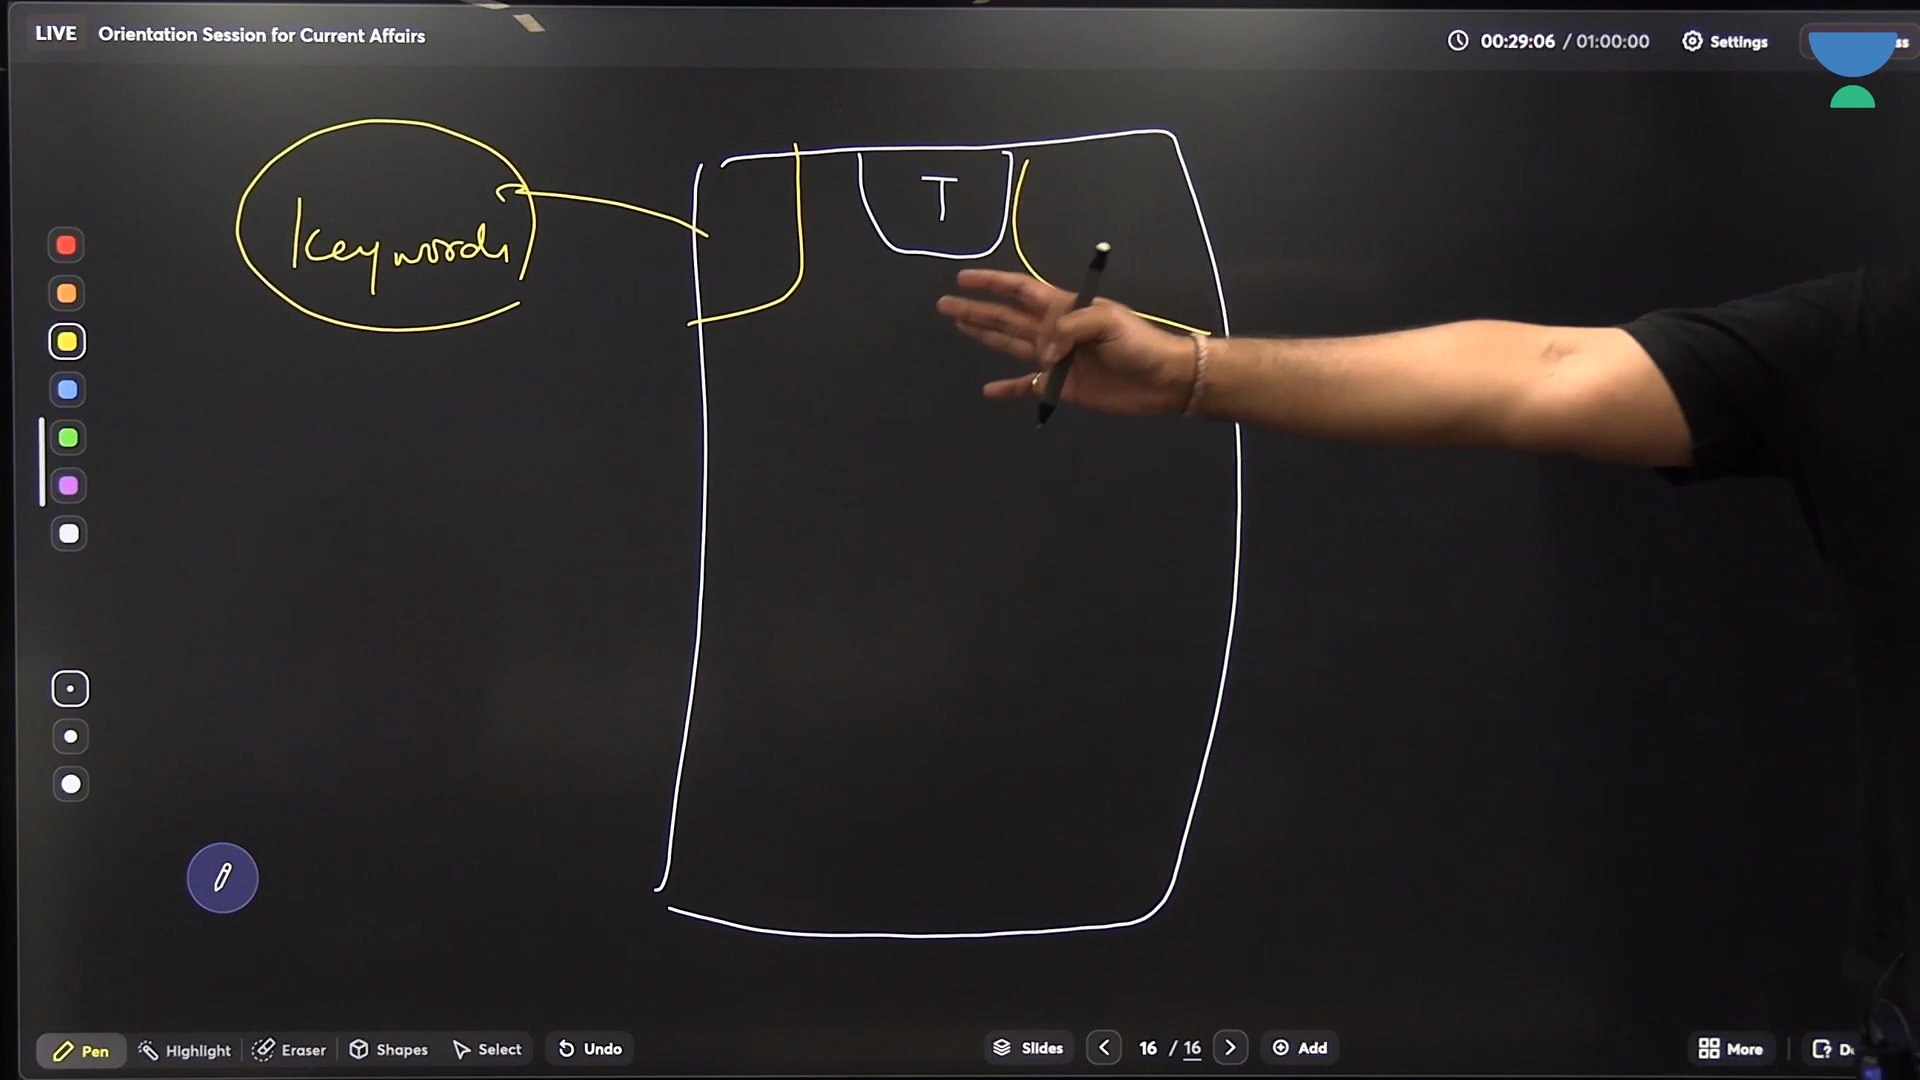 LIVE Orientation Session for Current Affairs
00:29:06 / 01:00:00 Settings ss
T
Keywords
Pen Highlight Eraser Shapes Select Undo Slides 16 / 16 Add More